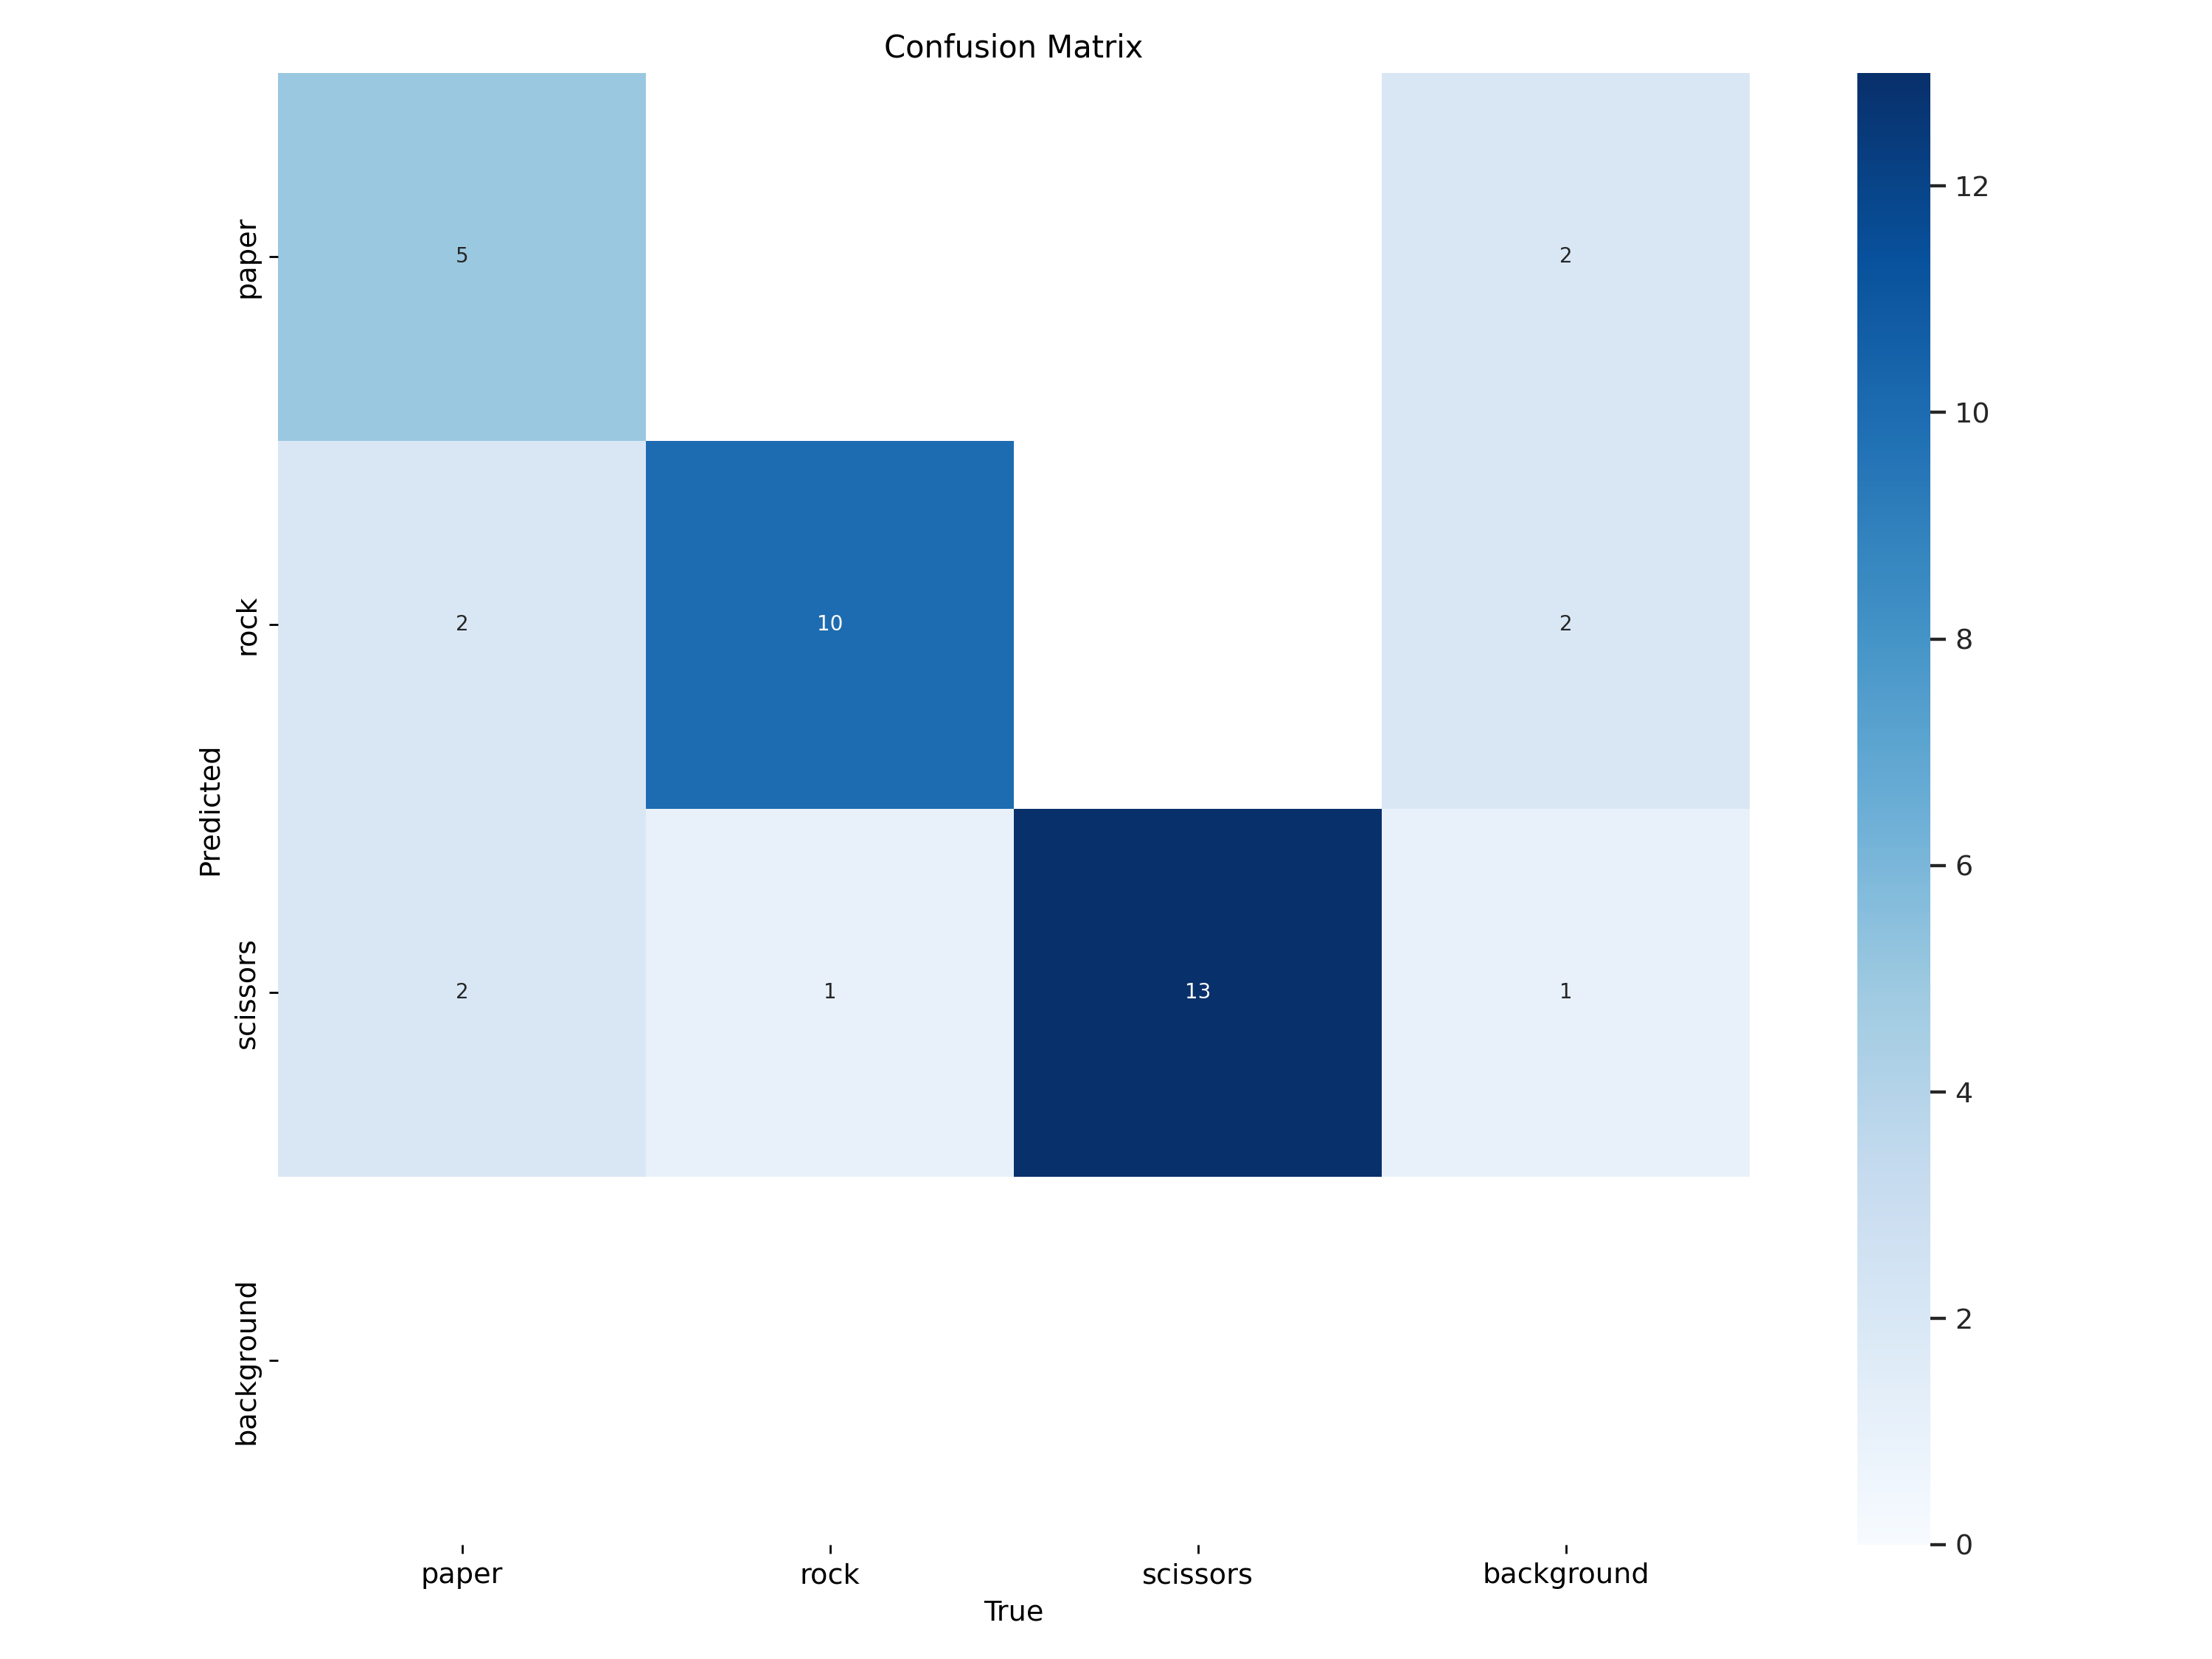 Confusion Matrix
paper
5
2
rock
2
10
2
scissors
2
1
13
1
background
Predicted
paper
rock
scissors
background
True
12
10
8
6
4
2
0